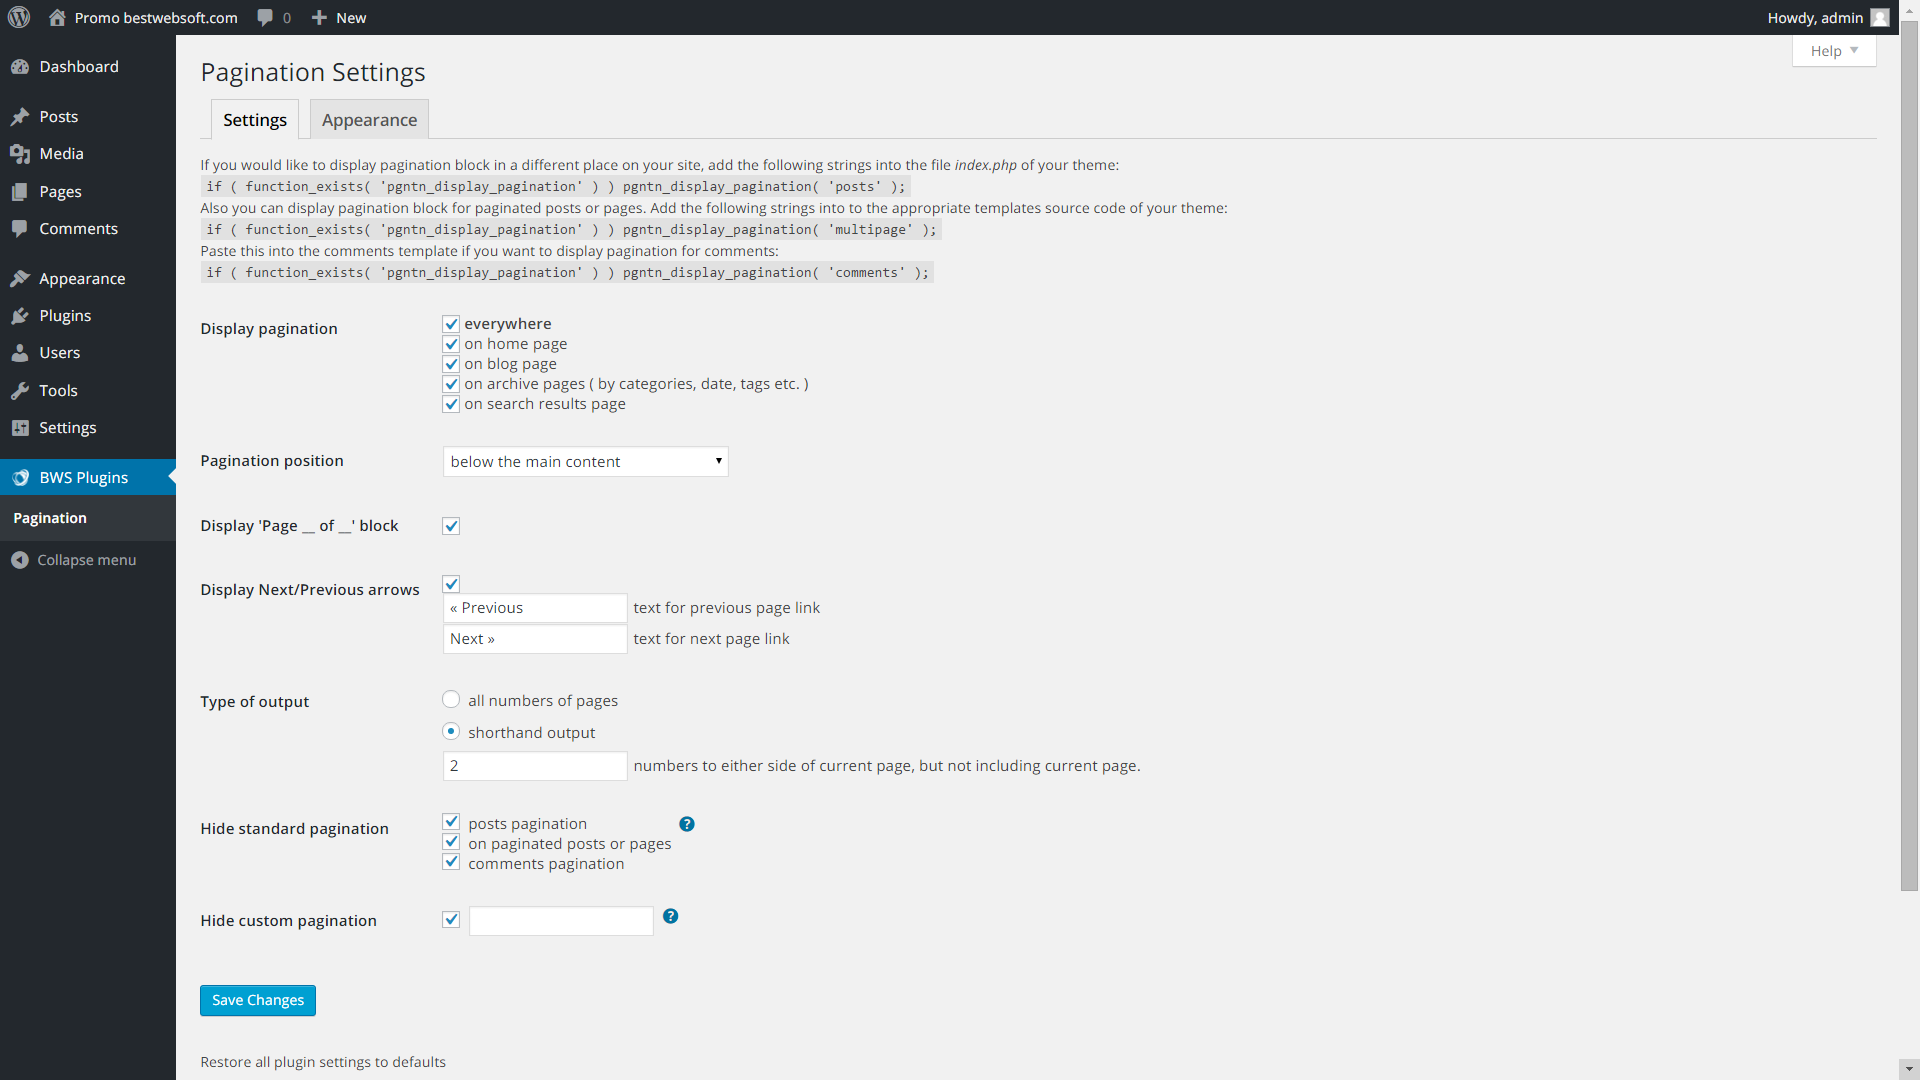 Promo bestwebsoft.com 0 New Howdy, admin
Help
Dashboard
Posts
Media
Pages
Comments
Appearance
Plugins
Users
Tools
Settings
BWS Plugins
Pagination
Collapse menu
Pagination Settings
Settings Appearance
If you would like to display pagination block in a different place on your site, add the following strings into the file index.php of your theme:
if ( function_exists( 'pgntn_display_pagination' ) ) pgntn_display_pagination( 'posts' );
Also you can display pagination block for paginated posts or pages. Add the following strings into to the appropriate templates source code of your theme:
if ( function_exists( 'pgntn_display_pagination' ) ) pgntn_display_pagination( 'multipage' );
Paste this into the comments template if you want to display pagination for comments:
if ( function_exists( 'pgntn_display_pagination' ) ) pgntn_display_pagination( 'comments' );
Display pagination
everywhere
on home page
on blog page
on archive pages ( by categories, date, tags etc. )
on search results page
Pagination position
below the main content
Display 'Page __ of __' block
Display Next/Previous arrows
« Previous text for previous page link
Next » text for next page link
Type of output
all numbers of pages
shorthand output
2 numbers to either side of current page, but not including current page.
Hide standard pagination
posts pagination ?
on paginated posts or pages
comments pagination
Hide custom pagination ?
Save Changes
Restore all plugin settings to defaults